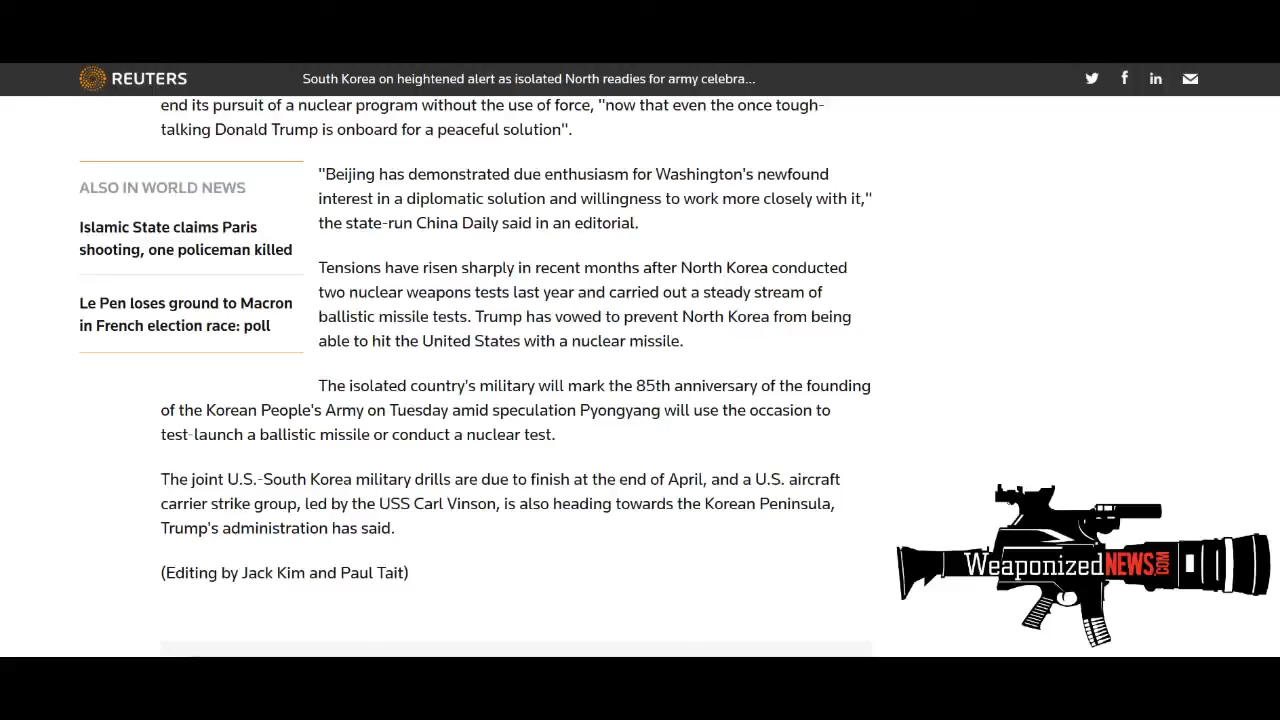 REUTERS
South Korea on heightened alert as isolated North readies for army celebra...
end its pursuit of a nuclear program without the use of force, "now that even the once tough-
talking Donald Trump is onboard for a peaceful solution".
ALSO IN WORLD NEWS
Islamic State claims Paris
shooting, one policeman killed
Le Pen loses ground to Macron
in French election race: poll
"Beijing has demonstrated due enthusiasm for Washington's newfound
interest in a diplomatic solution and willingness to work more closely with it,"
the state-run China Daily said in an editorial.
Tensions have risen sharply in recent months after North Korea conducted
two nuclear weapons tests last year and carried out a steady stream of
ballistic missile tests. Trump has vowed to prevent North Korea from being
able to hit the United States with a nuclear missile.
The isolated country's military will mark the 85th anniversary of the founding
of the Korean People's Army on Tuesday amid speculation Pyongyang will use the occasion to
test-launch a ballistic missile or conduct a nuclear test.
The joint U.S.-South Korea military drills are due to finish at the end of April, and a U.S. aircraft
carrier strike group, led by the USS Carl Vinson, is also heading towards the Korean Peninsula,
Trump's administration has said.
(Editing by Jack Kim and Paul Tait)
WeaponizedNEWS.COM